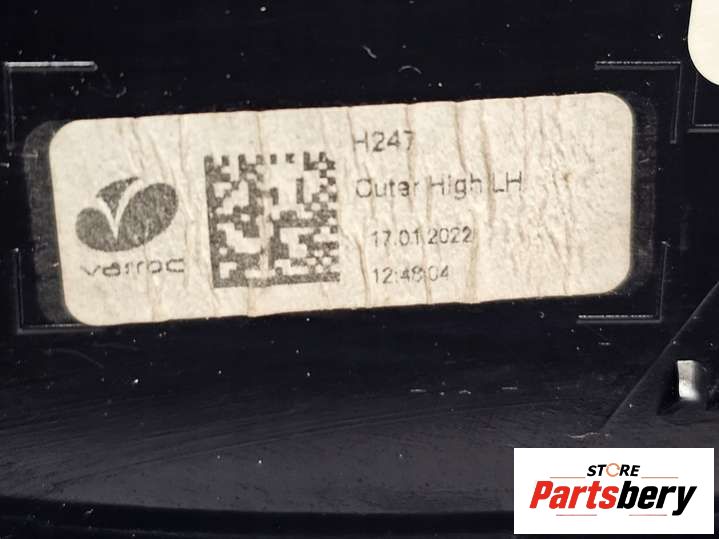 H247
Outer High LH
17.01.2022
12:48:04
varroc
STORE
Partsbery